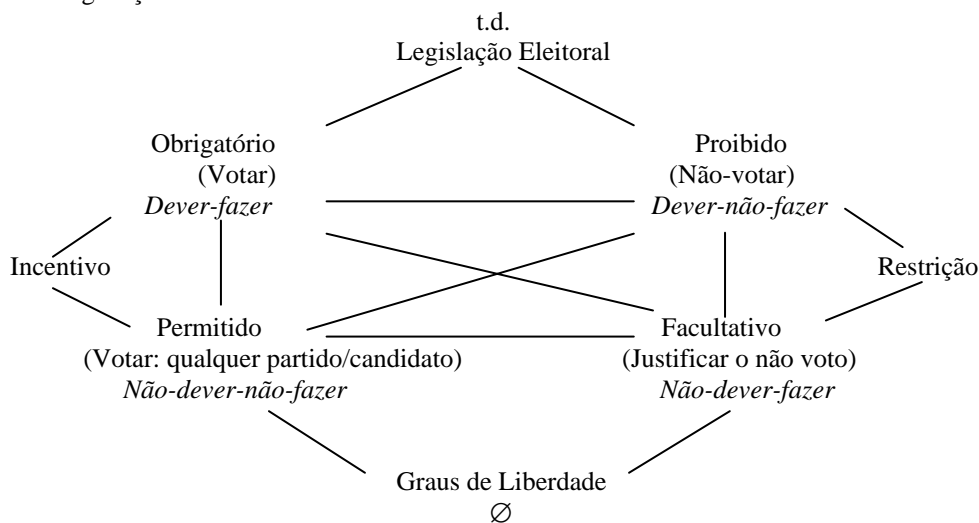 t.d.
Legislação Eleitoral
Obrigatório
(Votar)
Dever-fazer
Proibido
(Não-votar)
Dever-não-fazer
Incentivo
Restrição
Permitido
(Votar: qualquer partido/candidato)
Não-dever-não-fazer
Facultativo
(Justificar o não voto)
Não-dever-fazer
Graus de Liberdade
∅